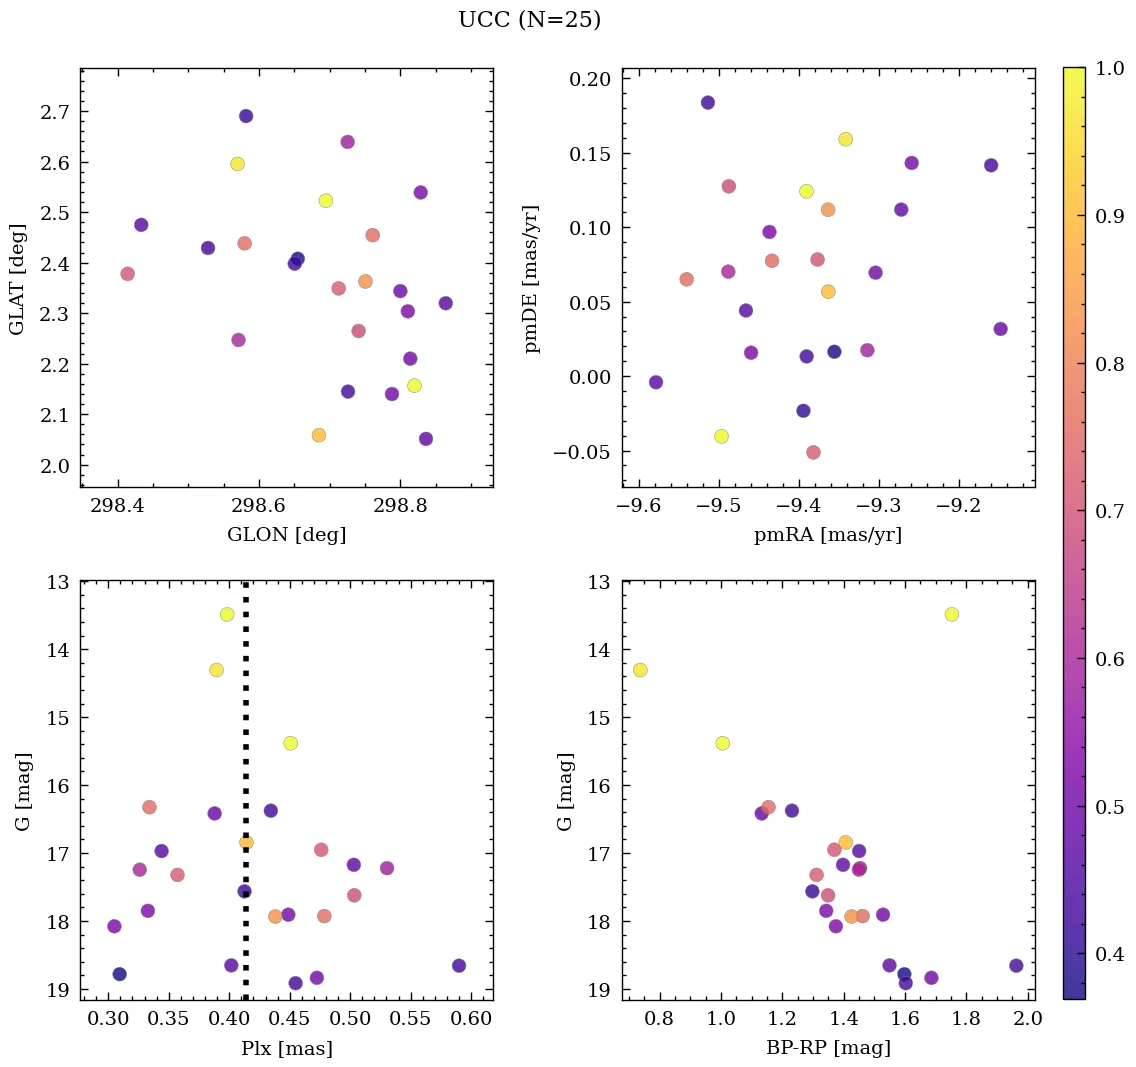 UCC (N=25)
2.7
2.6
2.5
2.4
2.3
2.2
2.1
2.0
GLAT [deg]
298.4 298.6 298.8
GLON [deg]
0.20
0.15
0.10
0.05
0.00
−0.05
pmDE [mas/yr]
−9.6 −9.5 −9.4 −9.3 −9.2
pmRA [mas/yr]
13
14
15
16
17
18
19
G [mag]
0.30 0.35 0.40 0.45 0.50 0.55 0.60
Plx [mas]
13
14
15
16
17
18
19
G [mag]
0.8 1.0 1.2 1.4 1.6 1.8 2.0
BP-RP [mag]
1.0
0.9
0.8
0.7
0.6
0.5
0.4